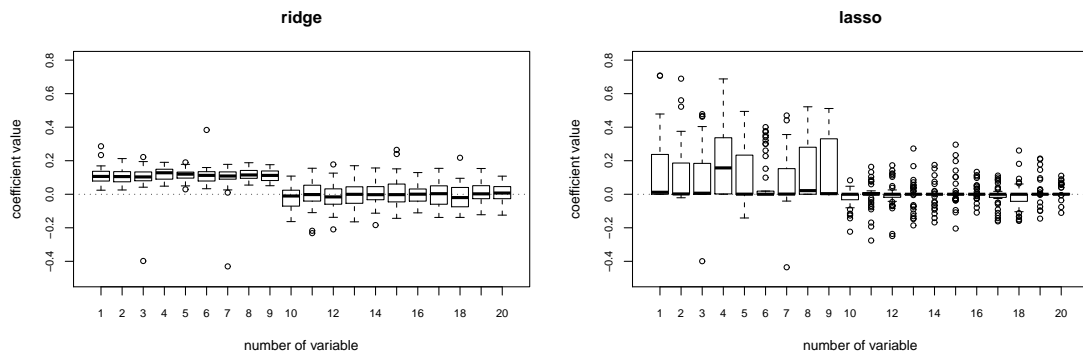 ridge
coefficient value
−0.4 −0.2 0.0 0.2 0.4 0.6 0.8
1 2 3 4 5 6 7 8 9 10 12 14 16 18 20
number of variable
lasso
coefficient value
−0.4 −0.2 0.0 0.2 0.4 0.6 0.8
1 2 3 4 5 6 7 8 9 10 12 14 16 18 20
number of variable